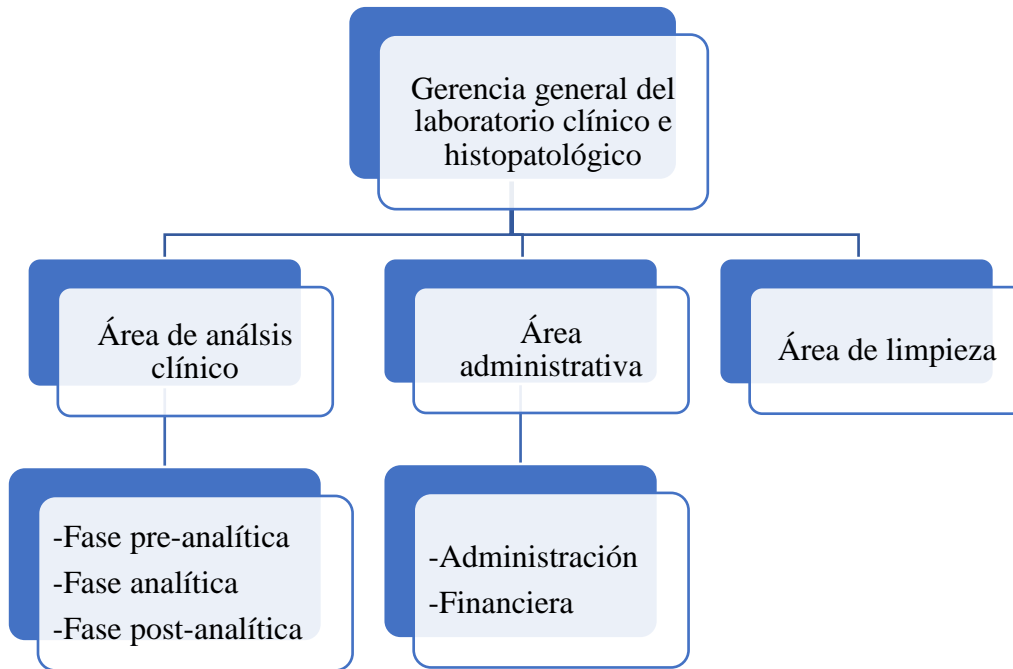 Gerencia general del
laboratorio clínico e
histopatológico
Área de análsis
clínico
Área
administrativa
Área de limpieza
-Fase pre-analítica
-Fase analítica
-Fase post-analítica
-Administración
-Financiera